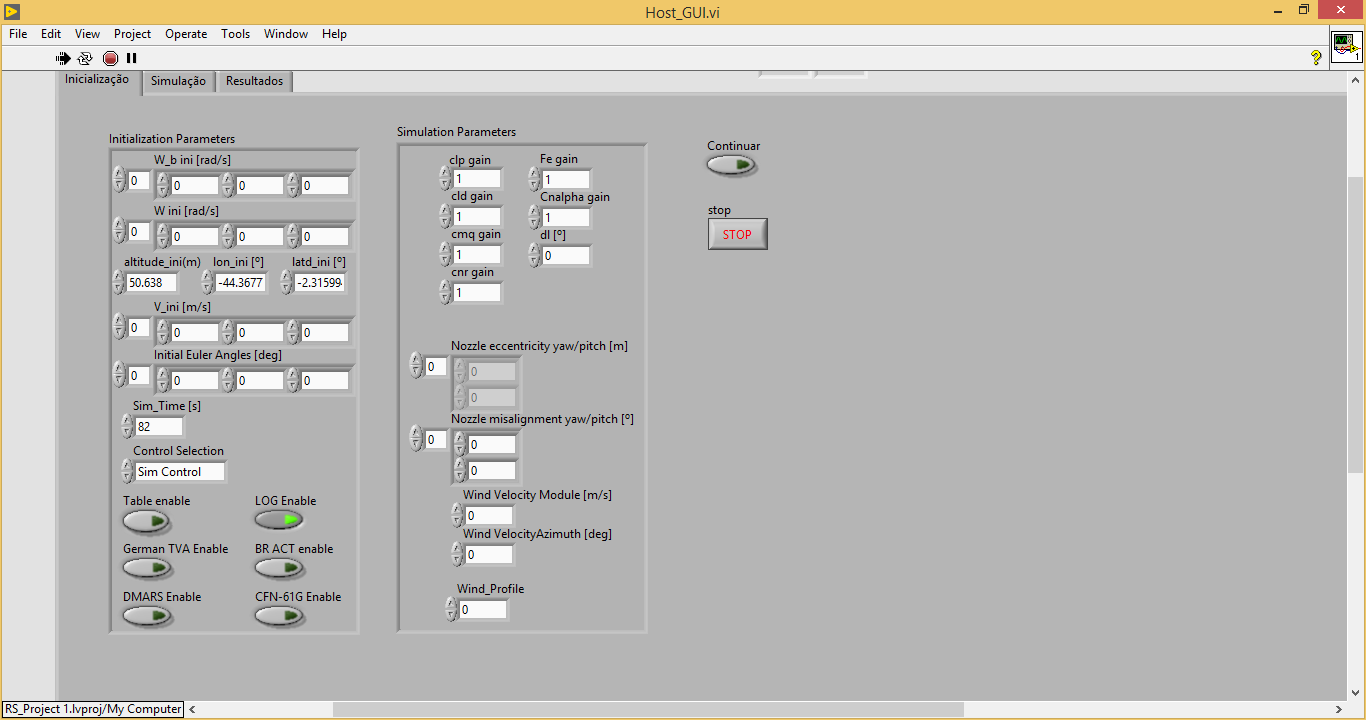 Host_GUI.vi
File Edit View Project Operate Tools Window Help
1
Inicialização Simulação Resultados
Initialization Parameters
W_b ini [rad/s]
0 0 0 0
W ini [rad/s]
0 0 0 0
altitude_ini(m) lon_ini [º] latd_ini [º]
50.638 -44.3677 -2.31599
V_ini [m/s]
0 0 0 0
Initial Euler Angles [deg]
0 0 0 0
Sim_Time [s]
82
Control Selection
Sim Control
Table enable LOG Enable
German TVA Enable BR ACT enable
DMARS Enable CFN-61G Enable
Simulation Parameters
clp gain Fe gain
1 1
cld gain Cnalpha gain
1 1
cmq gain dl [º]
1 0
cnr gain
1
Nozzle eccentricity yaw/pitch [m]
0 0
0
Nozzle misalignment yaw/pitch [º]
0 0
0
Wind Velocity Module [m/s]
0
Wind VelocityAzimuth [deg]
0
Wind_Profile
0
Continuar
stop
STOP
RS_Project 1.lvproj/My Computer